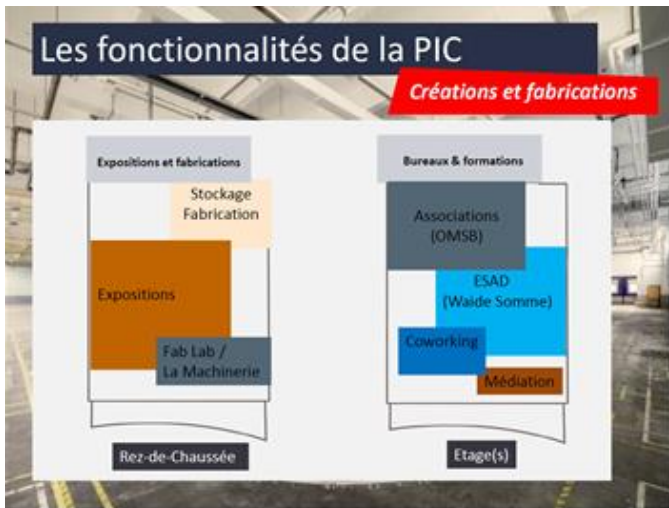 Les fonctionnalités de la PIC
Créations et fabrications
Expositions et fabrications
Stockage
Fabrication
Expositions
Fab Lab /
La Machinerie
Rez-de-Chaussée
Bureaux & formations
Associations
(OMSB)
ESAD
(Waide Somme)
Coworking
Médiation
Etage(s)